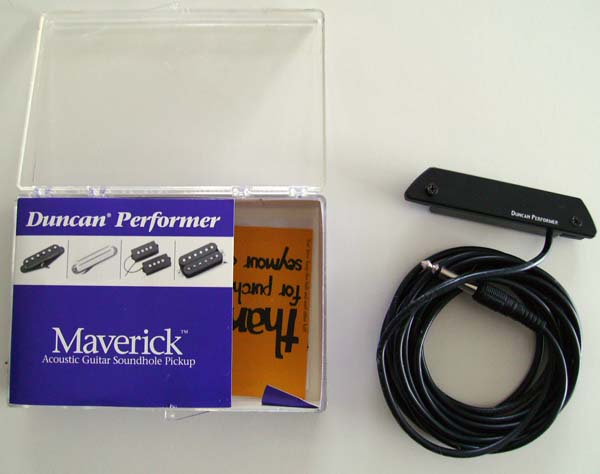 Duncan® Performer
Maverick™
Acoustic Guitar Soundhole Pickup
than
for purch
seymour
DUNCAN PERFORMER